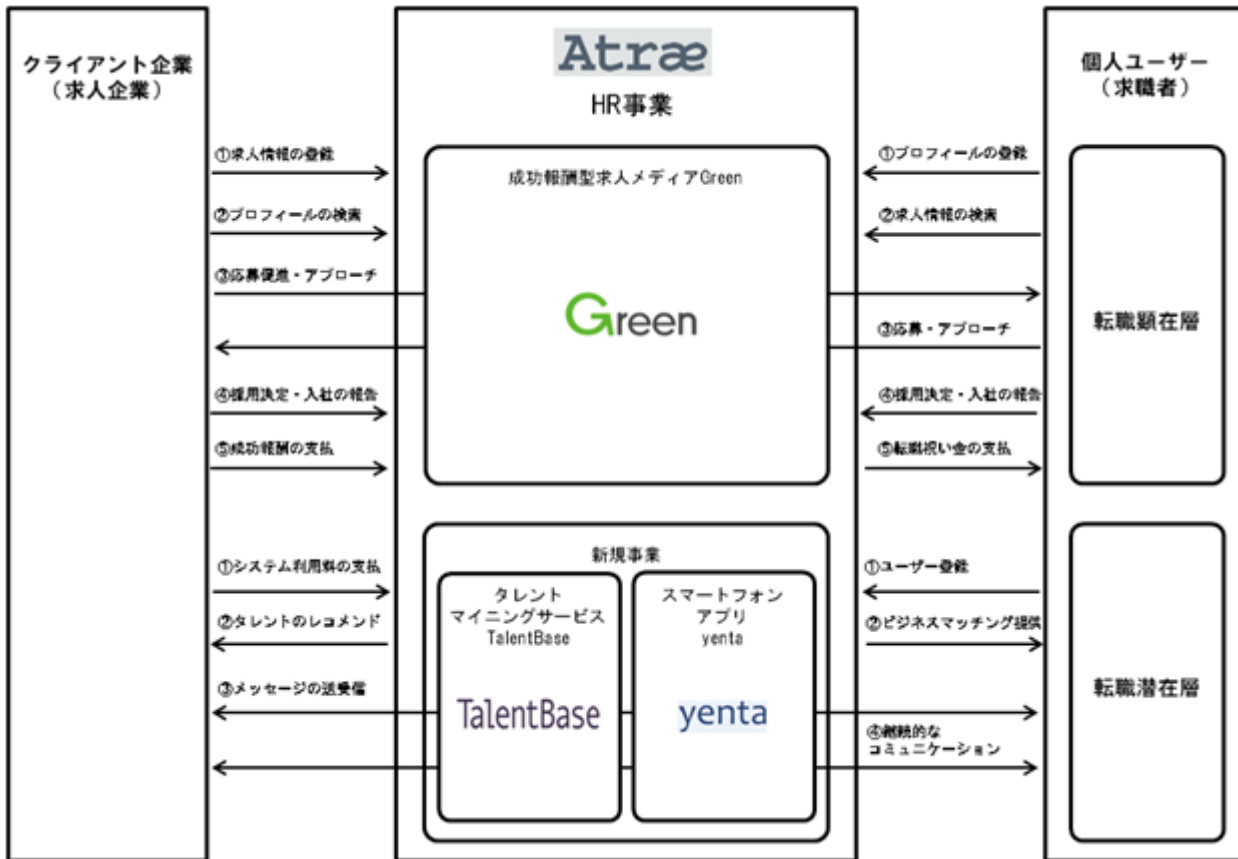 クライアント企業
（求人企業）
Atræ
HR事業
個人ユーザー
（求職者）
①求人情報の登録
②プロフィールの検索
③応募促進・アプローチ
④採用決定・入社の報告
⑤成功報酬の支払
成功報酬型求人メディアGreen
Green
①プロフィールの登録
②求人情報の検索
③応募・アプローチ
④採用決定・入社の報告
⑤転職祝い金の支払
転職顕在層
①システム利用料の支払
②タレントのレコメンド
③メッセージの送受信
新規事業
タレント
マイニングサービス
TalentBase
TalentBase
スマートフォン
アプリ
yenta
yenta
①ユーザー登録
②ビジネスマッチング提供
④継続的な
コミュニケーション
転職潜在層